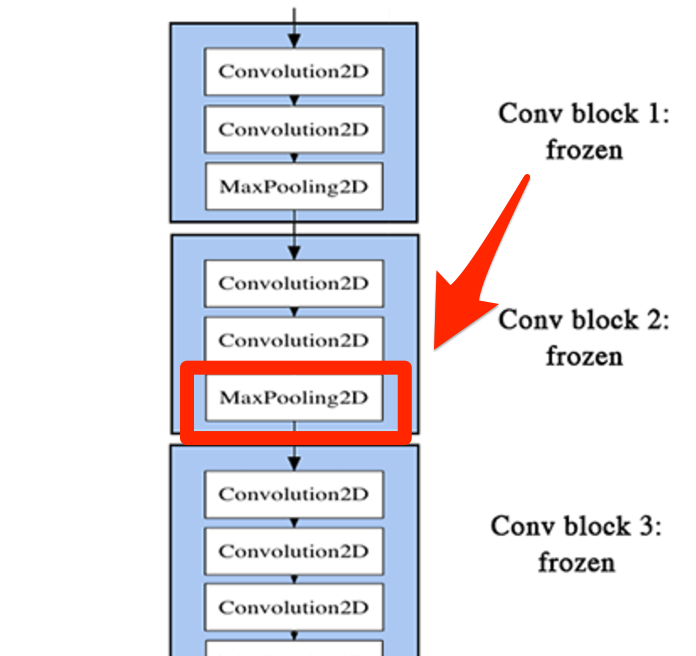 Convolution2D
Convolution2D
MaxPooling2D
Conv block 1:
frozen
Convolution2D
Convolution2D
MaxPooling2D
Conv block 2:
frozen
Convolution2D
Convolution2D
Convolution2D
Conv block 3:
frozen